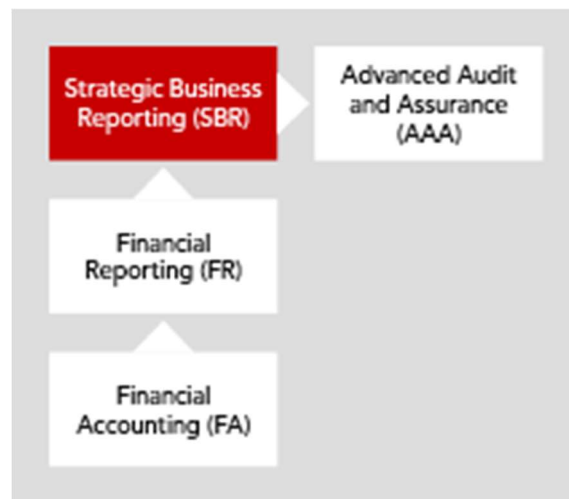 Strategic Business
Reporting (SBR)
Advanced Audit
and Assurance
(AAA)
Financial
Reporting (FR)
Financial
Accounting (FA)